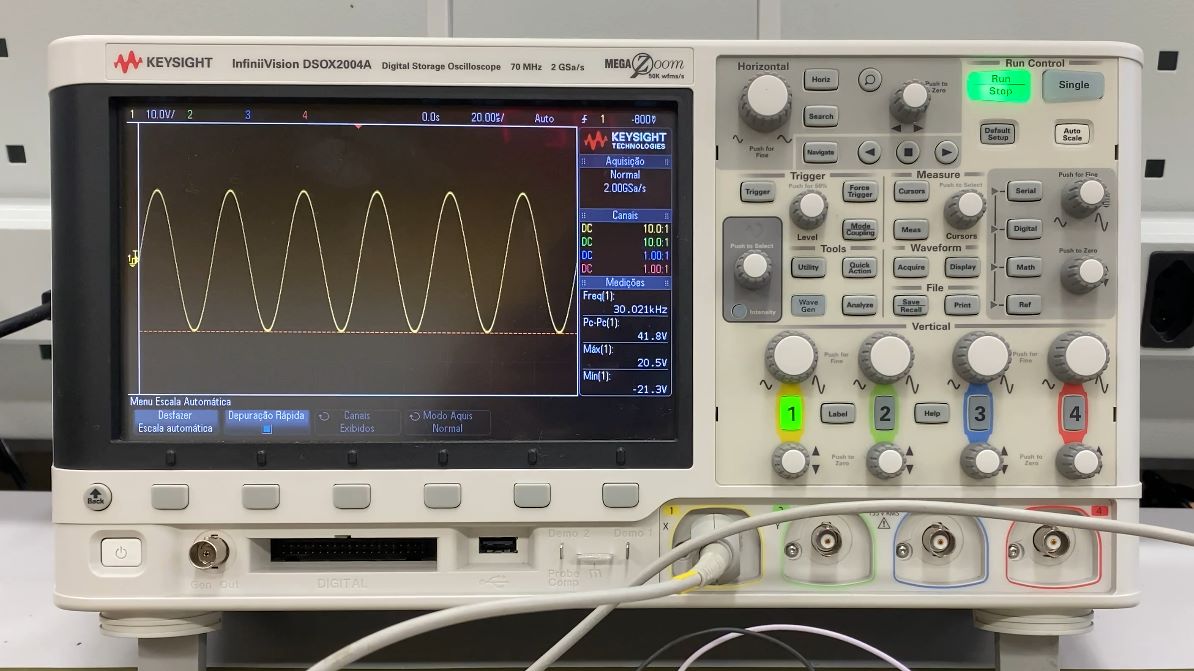 KEYSIGHT InfiniiVision DSOX2004A Digital Storage Oscilloscope 70 MHz 2 GSa/s MEGA Zoom
50K wfms/s
1 10.0V/ 2 3 4 0.0s 20.00%/ Auto 1 -800V
KEYSIGHT
TECHNOLOGIES
Aquisição
Normal
2.00GSa/s
Canais
DC 10.0:1
DC 10.0:1
DC 1.00:1
DC 1.00:1
Medições
Freq(1):
30.021kHz
Pc-Pc(1):
41.8V
Máx(1):
20.5V
Mín(1):
-21.3V
Menu Escala Automática
Desfazer
Escala automática
Depuração Rápida
Canais
Exibidos
Modo Aquis
Normal
Back
Horizontal
Push for
Fine
Horiz
Search
Navigate
Push to
Zero
Run Control
Run
Stop
Single
Default
Setup
Auto
Scale
Trigger
Trigger
Push for 50%
Level
Force
Trigger
Mode
Coupling
Measure
Cursors
Meas
Push to Select
Cursors
Push to Select
Intensity
Tools
Utility
Quick
Action
Wave
Gen
Analyze
Waveform
Acquire
Display
File
Save
Recall
Print
Serial
Digital
Math
Ref
Push for Fine
Push to Zero
Vertical
Push for
Fine
Push for
Fine
1
Label
2
Help
3
4
Push to
Zero
Push to
Zero
Gen Out
DIGITAL
Demo 2
Demo 1
Probe
Comp
1
X
Y
4